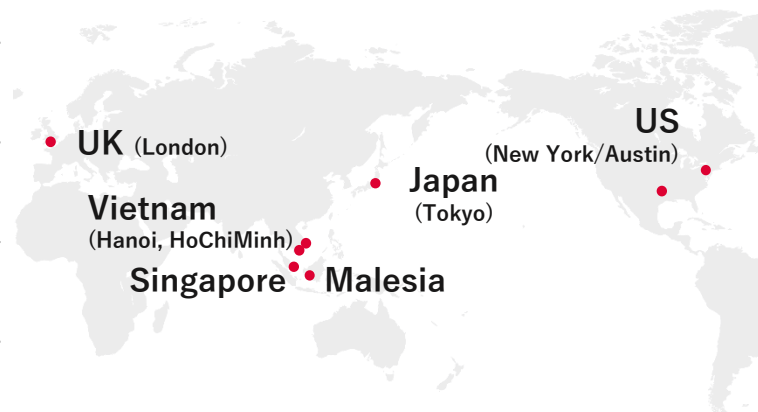 US
(New York/Austin)
UK (London)
Japan
(Tokyo)
Vietnam
(Hanoi, HoChiMinh)
Singapore
Malesia